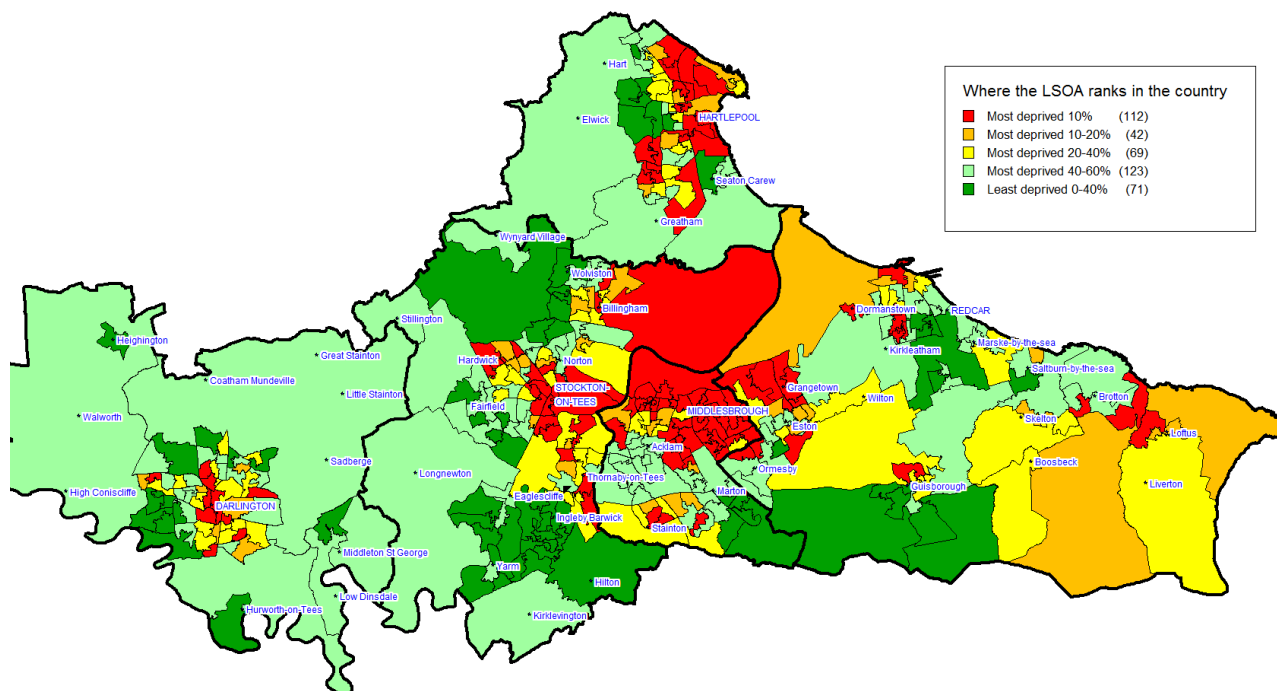 Where the LSOA ranks in the country
Most deprived 10% (112)
Most deprived 10-20% (42)
Most deprived 20-40% (69)
Most deprived 40-60% (123)
Least deprived 0-40% (71)
Hart
Elwick
HARTLEPOOL
Seaton Carew
Greatham
Wynyard Village
Wolviston
Billingham
Stillington
Dormanstown
REDCAR
Heighington
Great Stainton
Hardwick
Norton
Kirkleatham
Marske-by-the-sea
Saltburn-by-the-sea
Coatham Mundeville
Little Stainton
STOCKTON-
ON-TEES
Grangetown
Wilton
Brotton
Walworth
Fairfield
MIDDLESBROUGH
Eston
Skelton
Loftus
Acklam
Sadberge
Longnewton
Ormesby
Boosbeck
High Coniscliffe
Thornaby-on-Tees
Marton
Guisborough
Liverton
DARLINGTON
Eaglescliffe
Ingleby Barwick
Stainton
Middleton St George
Yarm
Hilton
Low Dinsdale
Hurworth-on-Tees
Kirklevington